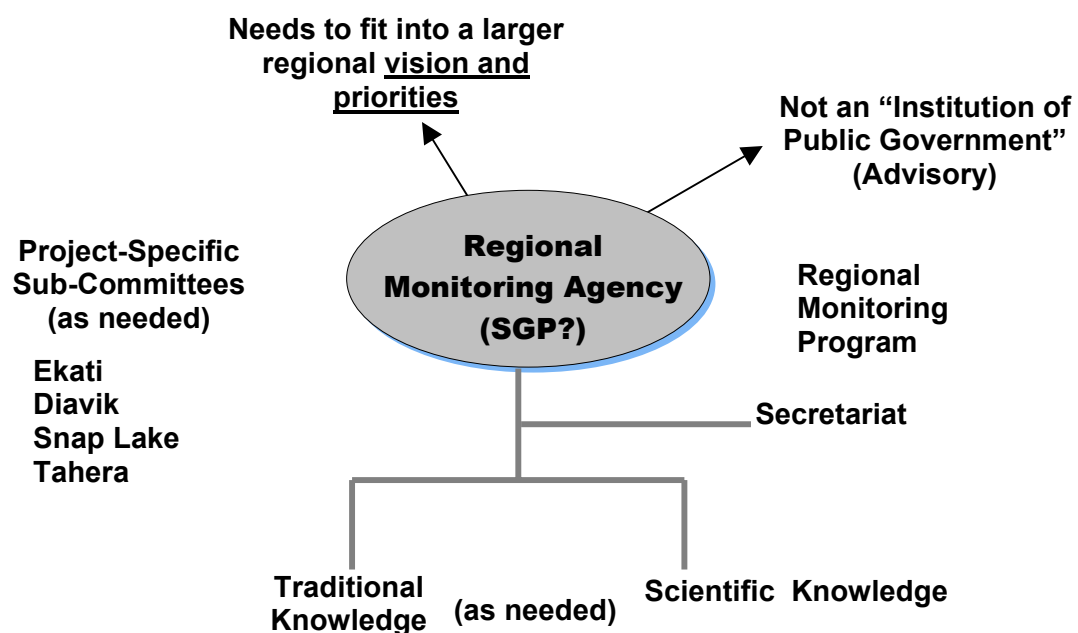 Needs to fit into a larger
regional vision and
priorities
Not an “Institution of
Public Government”
(Advisory)
Project-Specific
Sub-Committees
(as needed)
Ekati
Diavik
Snap Lake
Tahera
Regional
Monitoring Agency
(SGP?)
Regional
Monitoring
Program
Secretariat
Traditional
Knowledge
(as needed)
Scientific Knowledge